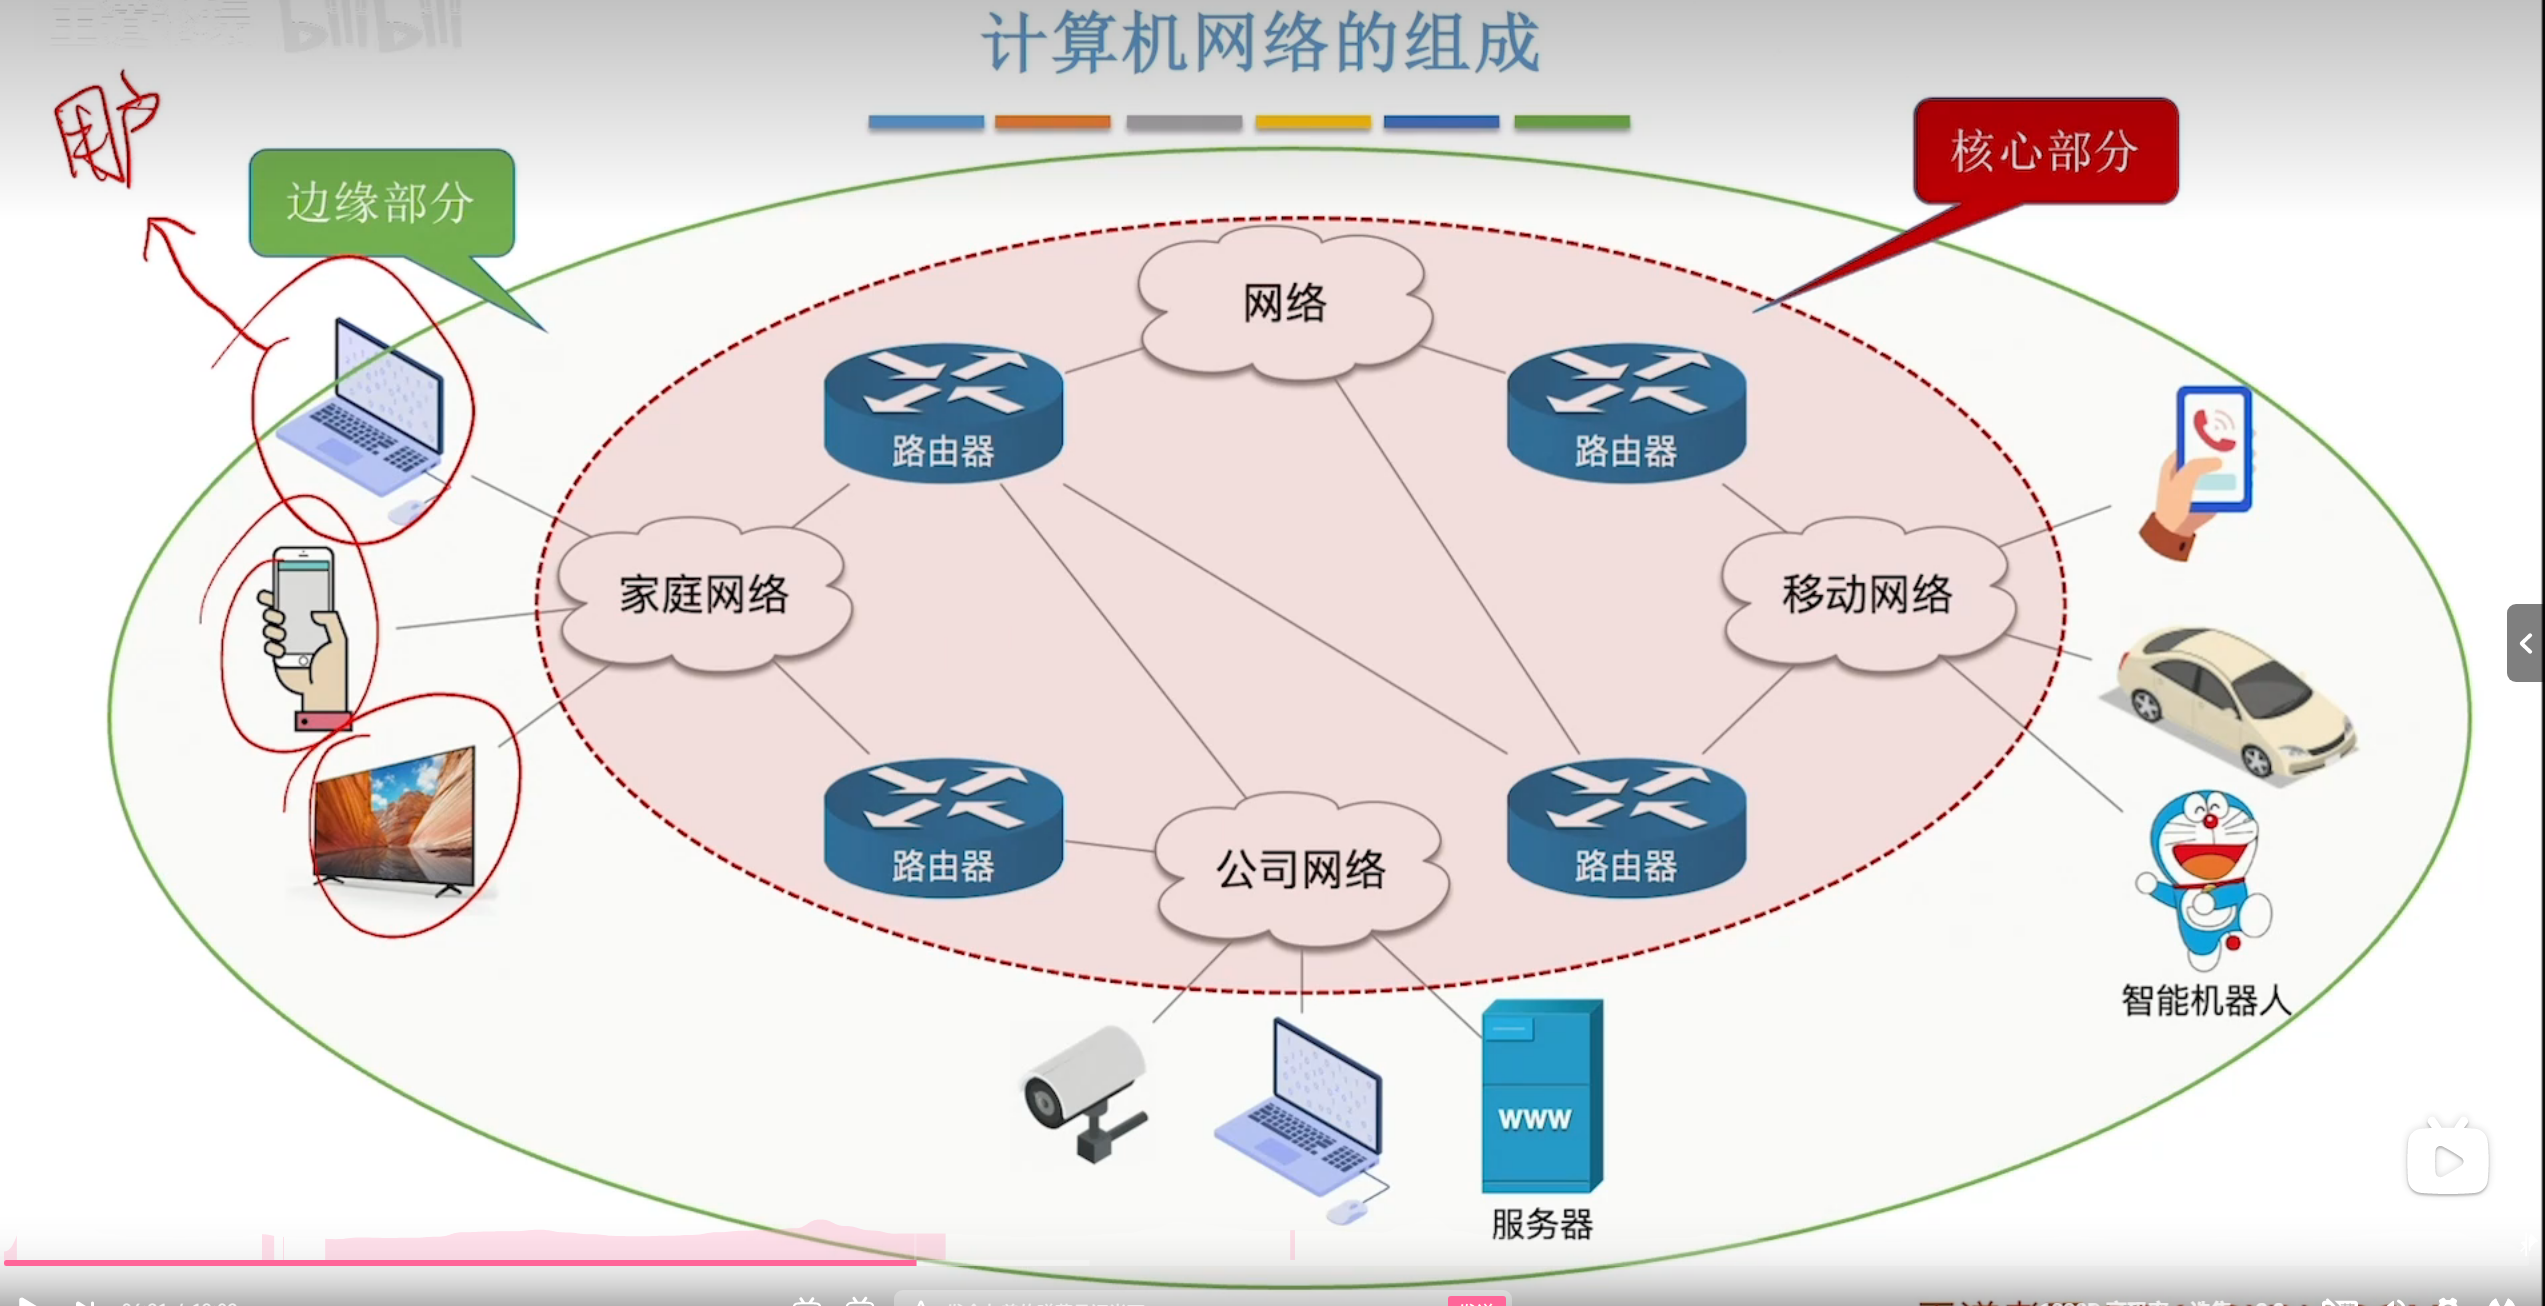 bilibili
计算机网络的组成
用户
边缘部分
核心部分
网络
路由器
路由器
家庭网络
移动网络
路由器
公司网络
路由器
智能机器人
www
服务器